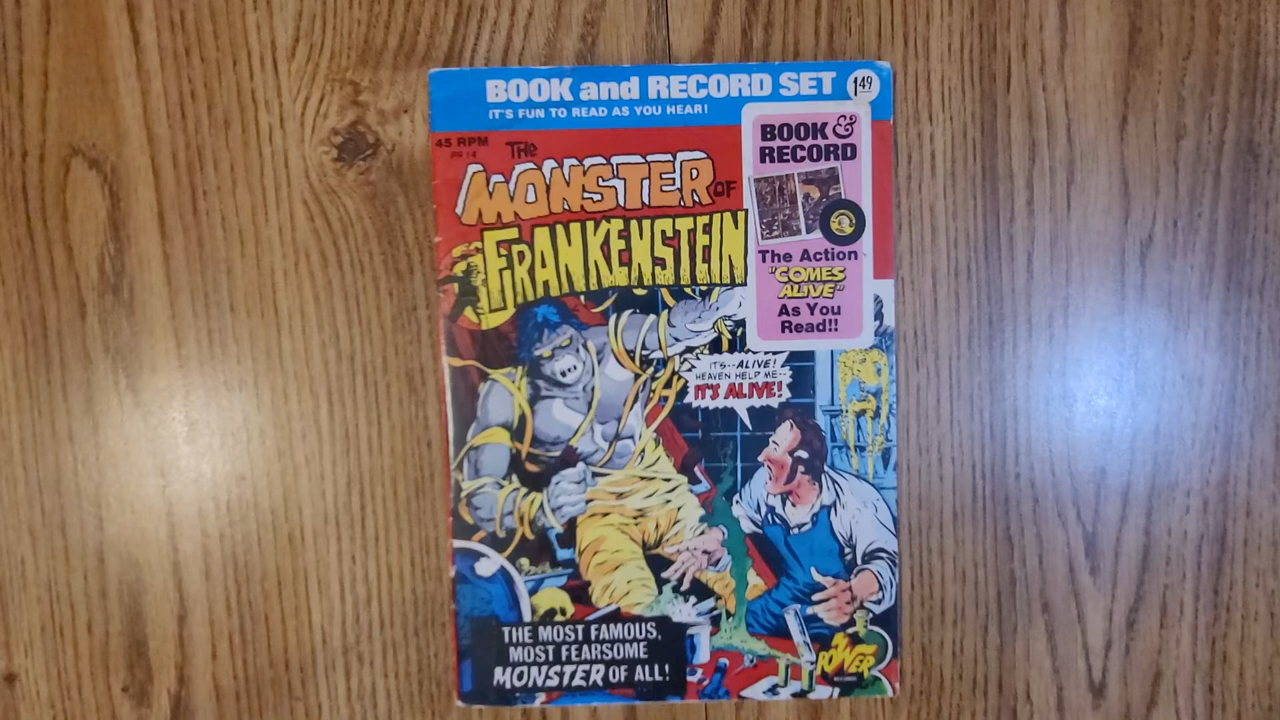 BOOK and RECORD SET
1 49
IT'S FUN TO READ AS YOU HEAR!
45 RPM
THE
MONSTER OF
FRANKENSTEIN
BOOK &
RECORD
The Action
"COMES
ALIVE"
As You
Read!!
IT'S--ALIVE!
HEAVEN HELP ME--
IT'S ALIVE!
THE MOST FAMOUS,
MOST FEARSOME
MONSTER OF ALL!
POWER